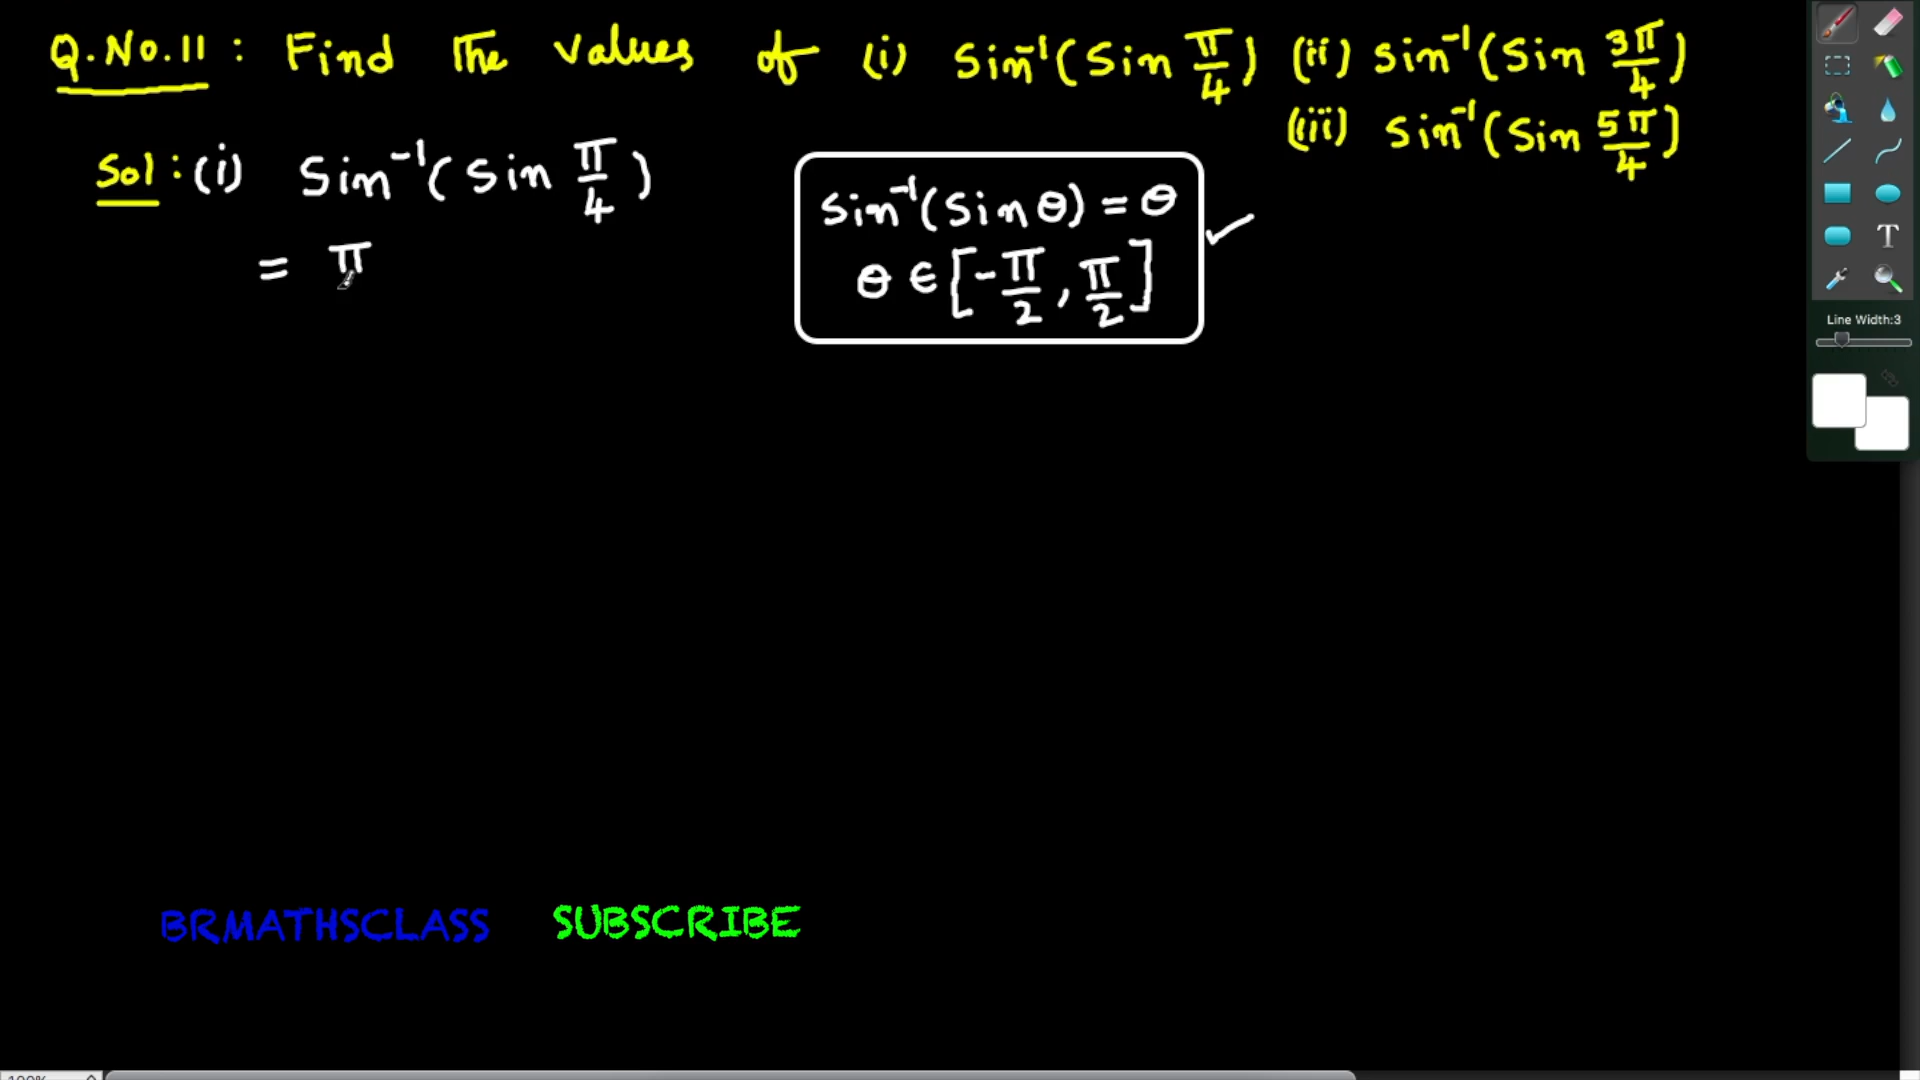 Q.No.11 : Find the values of (i) Sin⁻¹(Sin π/4) (ii) Sin⁻¹(Sin 3π/4)
(iii) Sin⁻¹(Sin 5π/4)
Sol : (i) Sin⁻¹(Sin π/4)
= π
Sin⁻¹(Sin θ) = θ
θ ∈ [-π/2, π/2]
T
Line Width:3
BRMATHSCLASS SUBSCRIBE